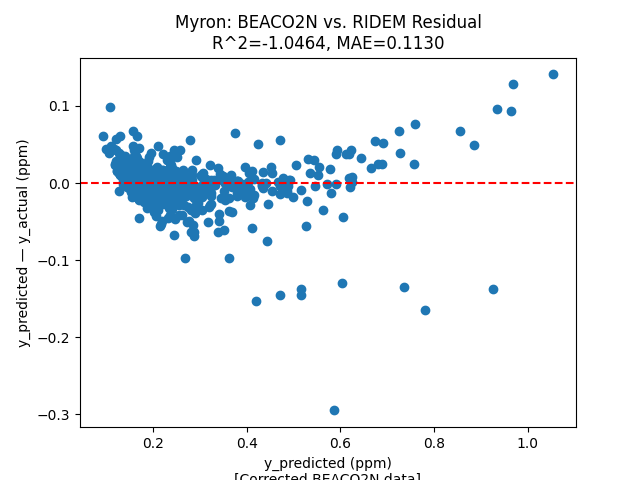 Myron: BEACO2N vs. RIDEM Residual
R^2=-1.0464, MAE=0.1130
y_predicted — y_actual (ppm)
0.1
0.0
−0.1
−0.2
−0.3
0.2 0.4 0.6 0.8 1.0
y_predicted (ppm)
[Corrected BEACO2N data]